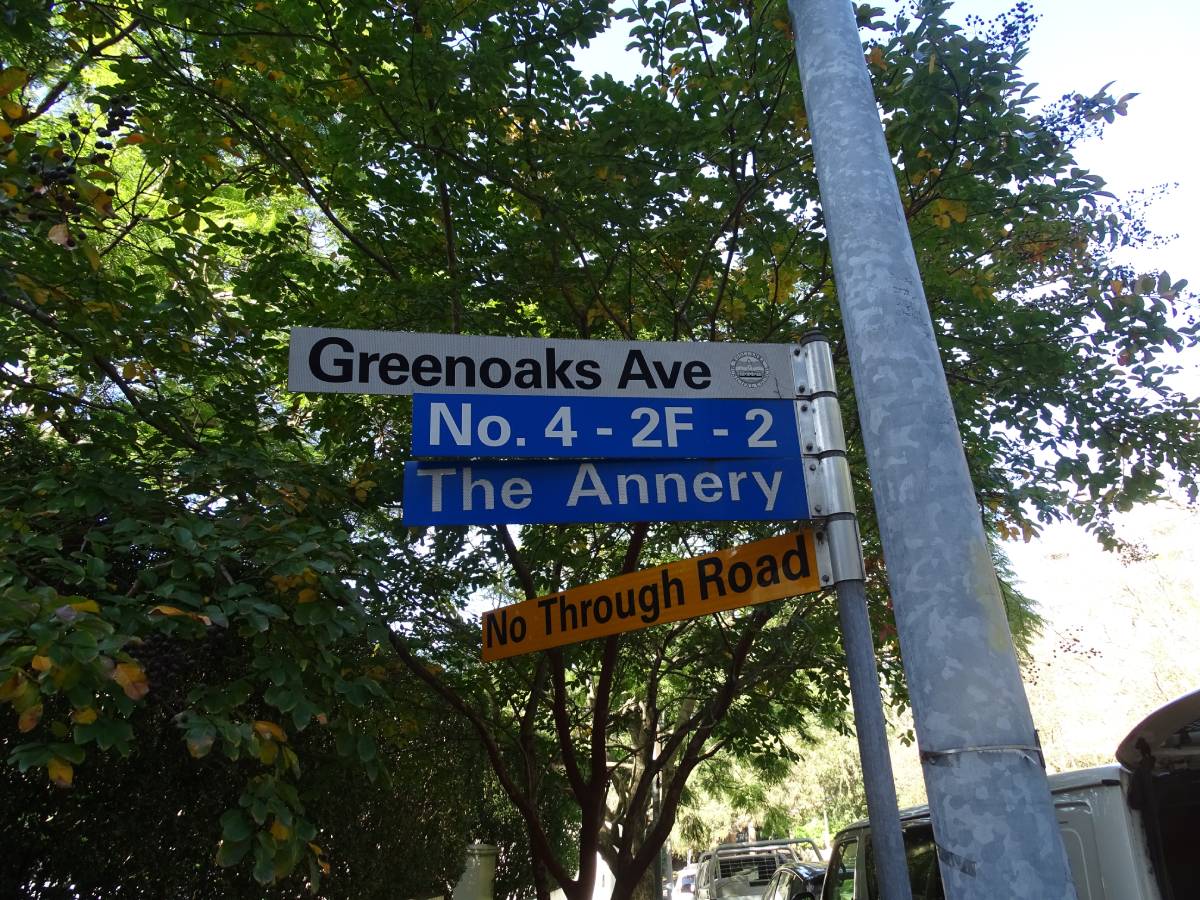 Greenoaks Ave
No. 4 - 2F - 2
The Annery
No Through Road